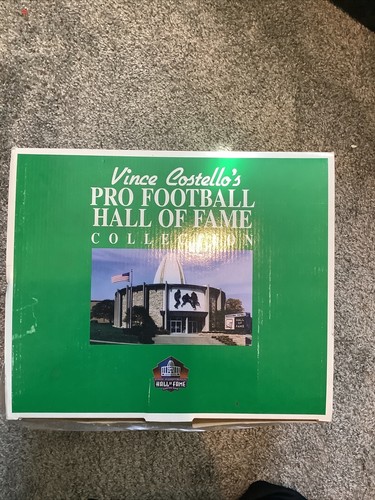 Vince Costello's
PRO FOOTBALL
HALL OF FAME
COLLECTION
HALL OF FAME